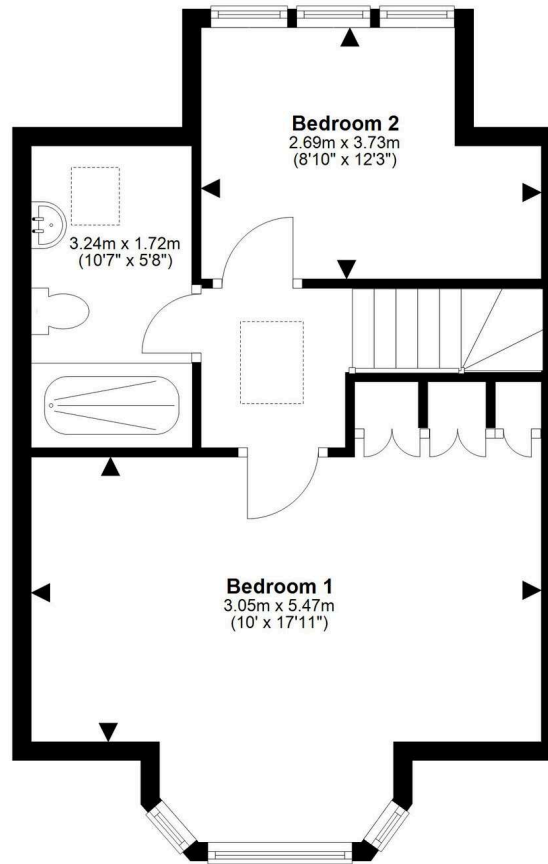 Bedroom 2
2.69m x 3.73m
(8'10" x 12'3")
3.24m x 1.72m
(10'7" x 5'8")
Bedroom 1
3.05m x 5.47m
(10' x 17'11")